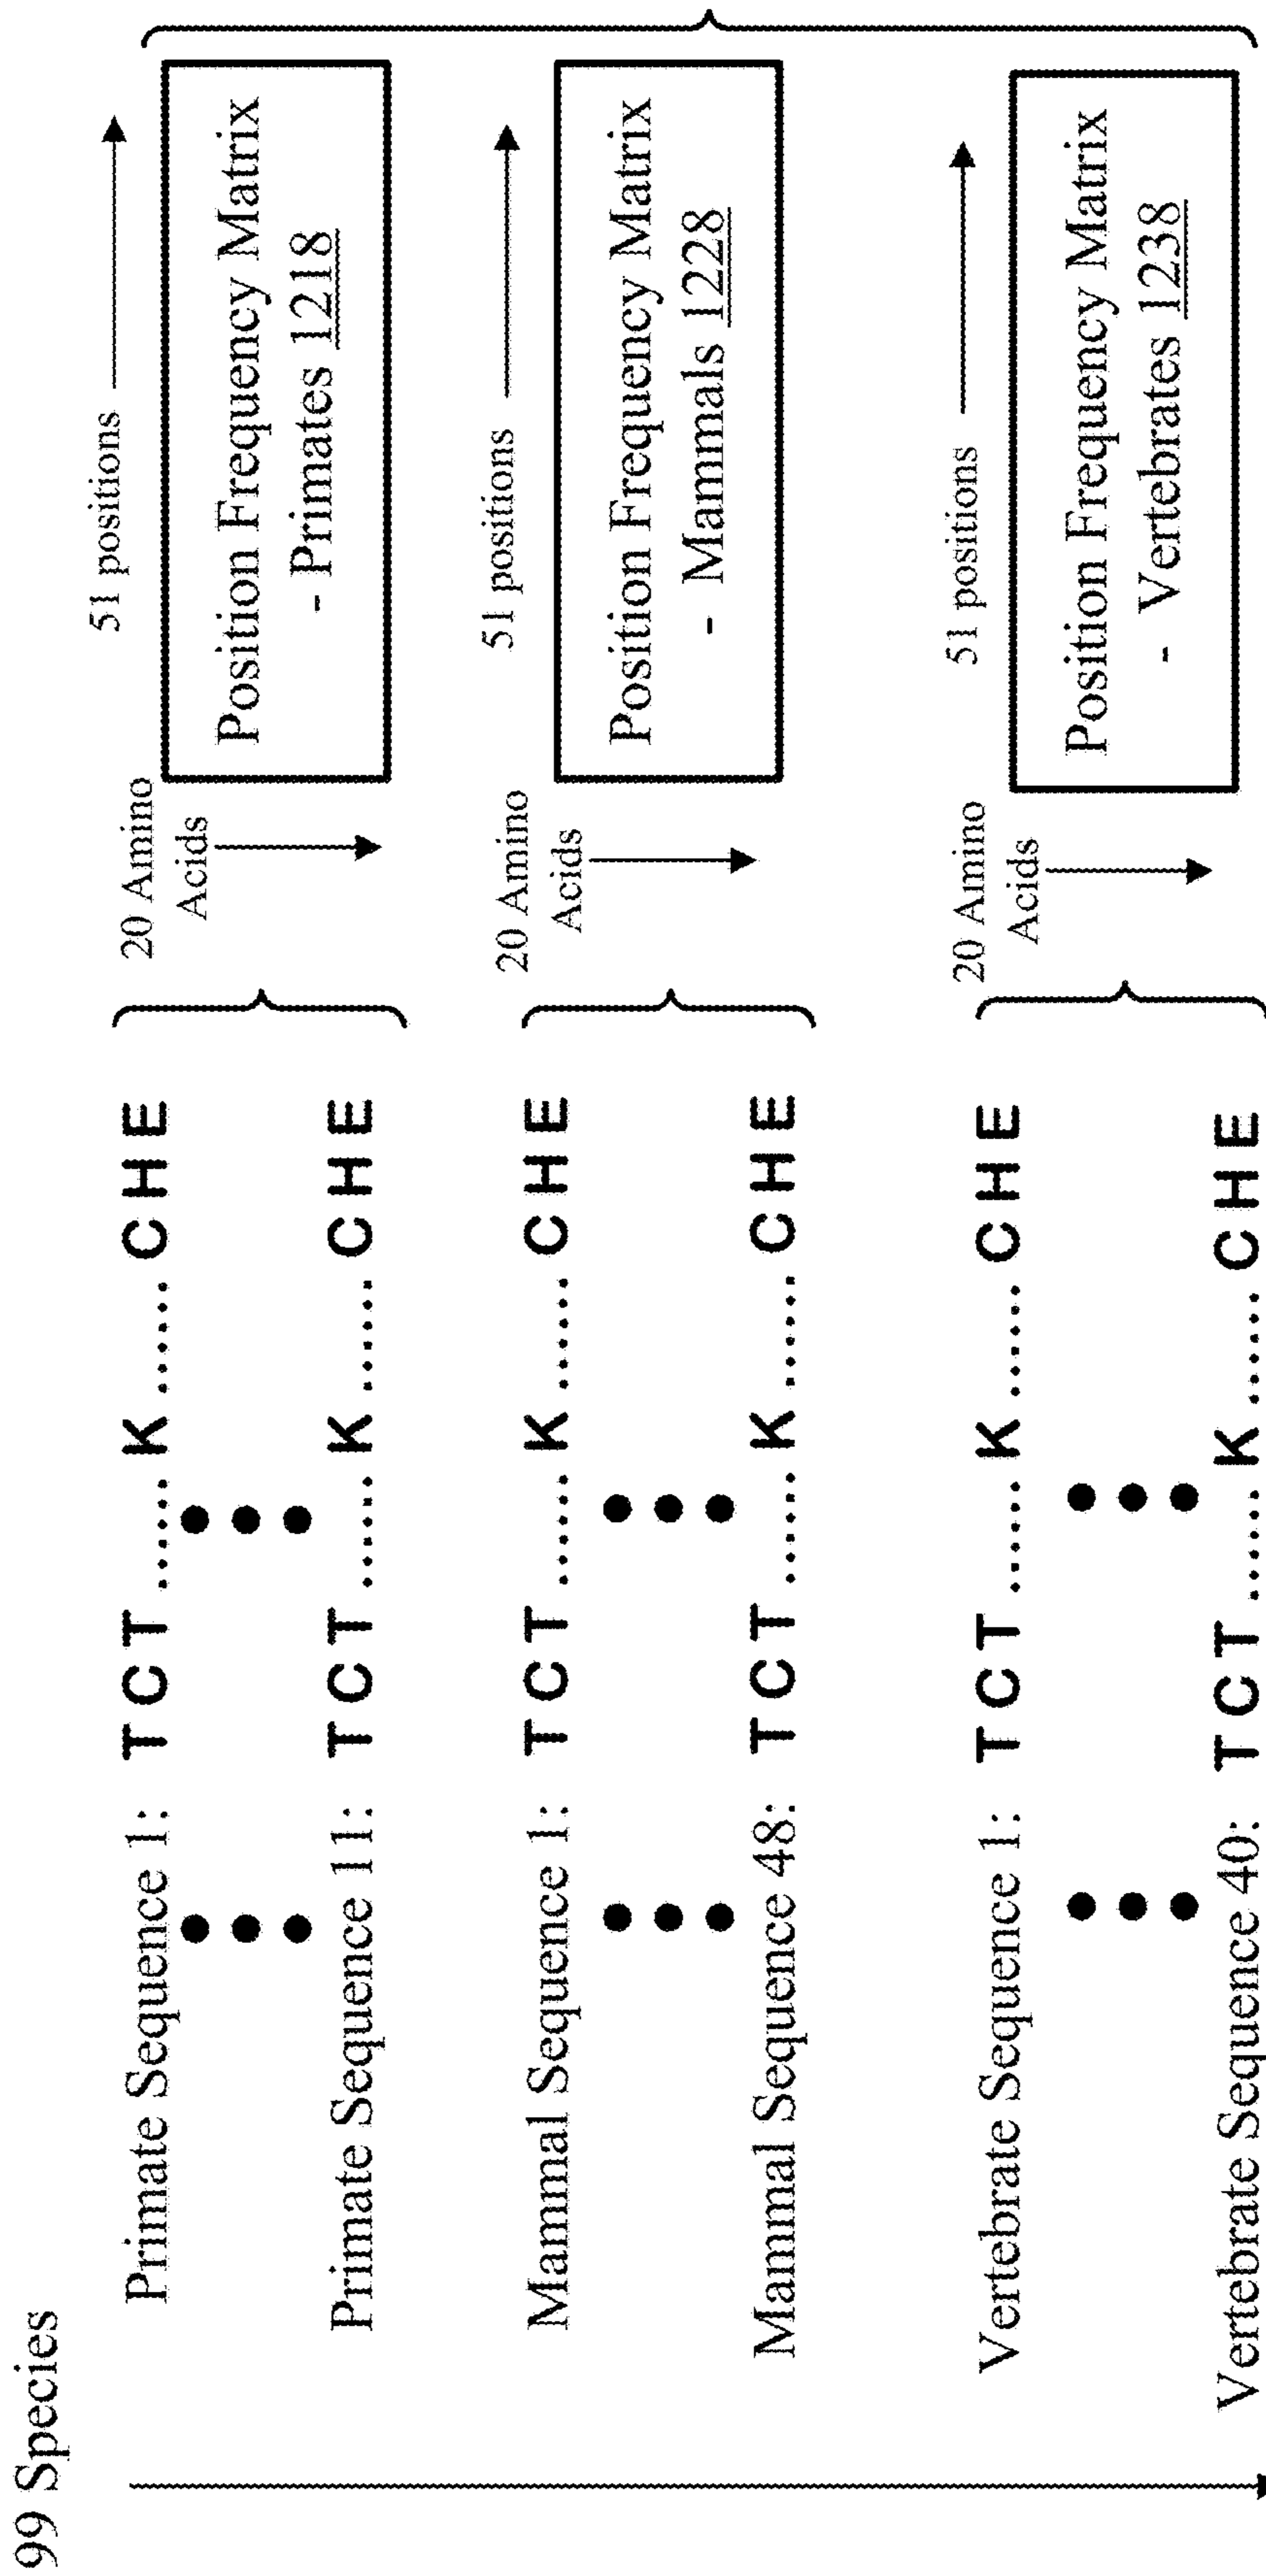 99 Species
Primate Sequence 1: T C T ...... K ...... C H E
Primate Sequence 11: T C T ...... K ...... C H E
20 Amino
Acids
51 positions
Position Frequency Matrix
- Primates 1218
Mammal Sequence 1: T C T ...... K ...... C H E
Mammal Sequence 48: T C T ...... K ...... C H E
20 Amino
Acids
51 positions
Position Frequency Matrix
- Mammals 1228
Vertebrate Sequence 1: T C T ...... K ...... C H E
Vertebrate Sequence 40: T C T ...... K ...... C H E
20 Amino
Acids
51 positions
Position Frequency Matrix
- Vertebrates 1238